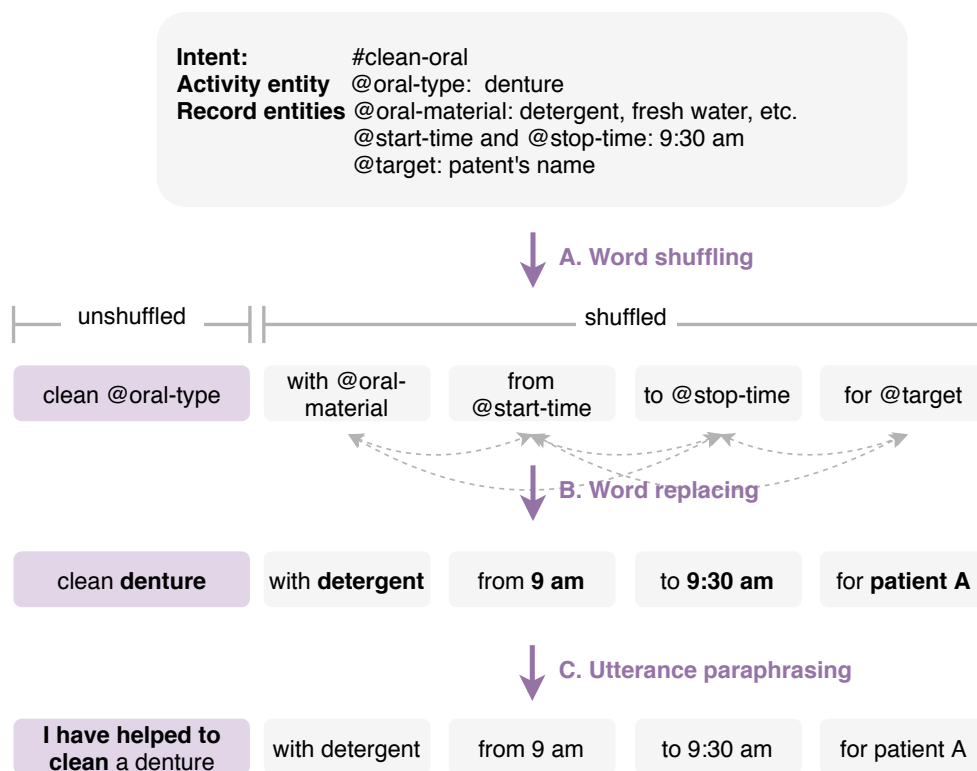 Intent: #clean-oral
Activity entity @oral-type: denture
Record entities @oral-material: detergent, fresh water, etc.
@start-time and @stop-time: 9:30 am
@target: patent's name
A. Word shuffling
unshuffled shuffled
clean @oral-type
with @oral-
material
from
@start-time
to @stop-time
for @target
B. Word replacing
clean denture
with detergent
from 9 am
to 9:30 am
for patient A
C. Utterance paraphrasing
I have helped to
clean a denture
with detergent
from 9 am
to 9:30 am
for patient A